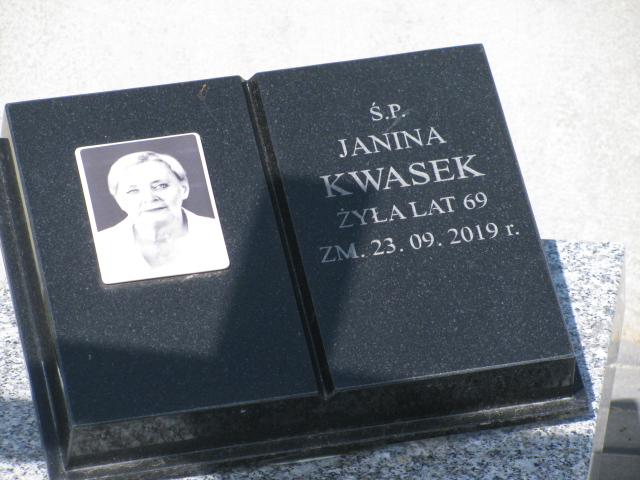 Ś.P.
JANINA
KWASEK
ŻYŁA LAT 69
ZM. 23. 09. 2019 r.